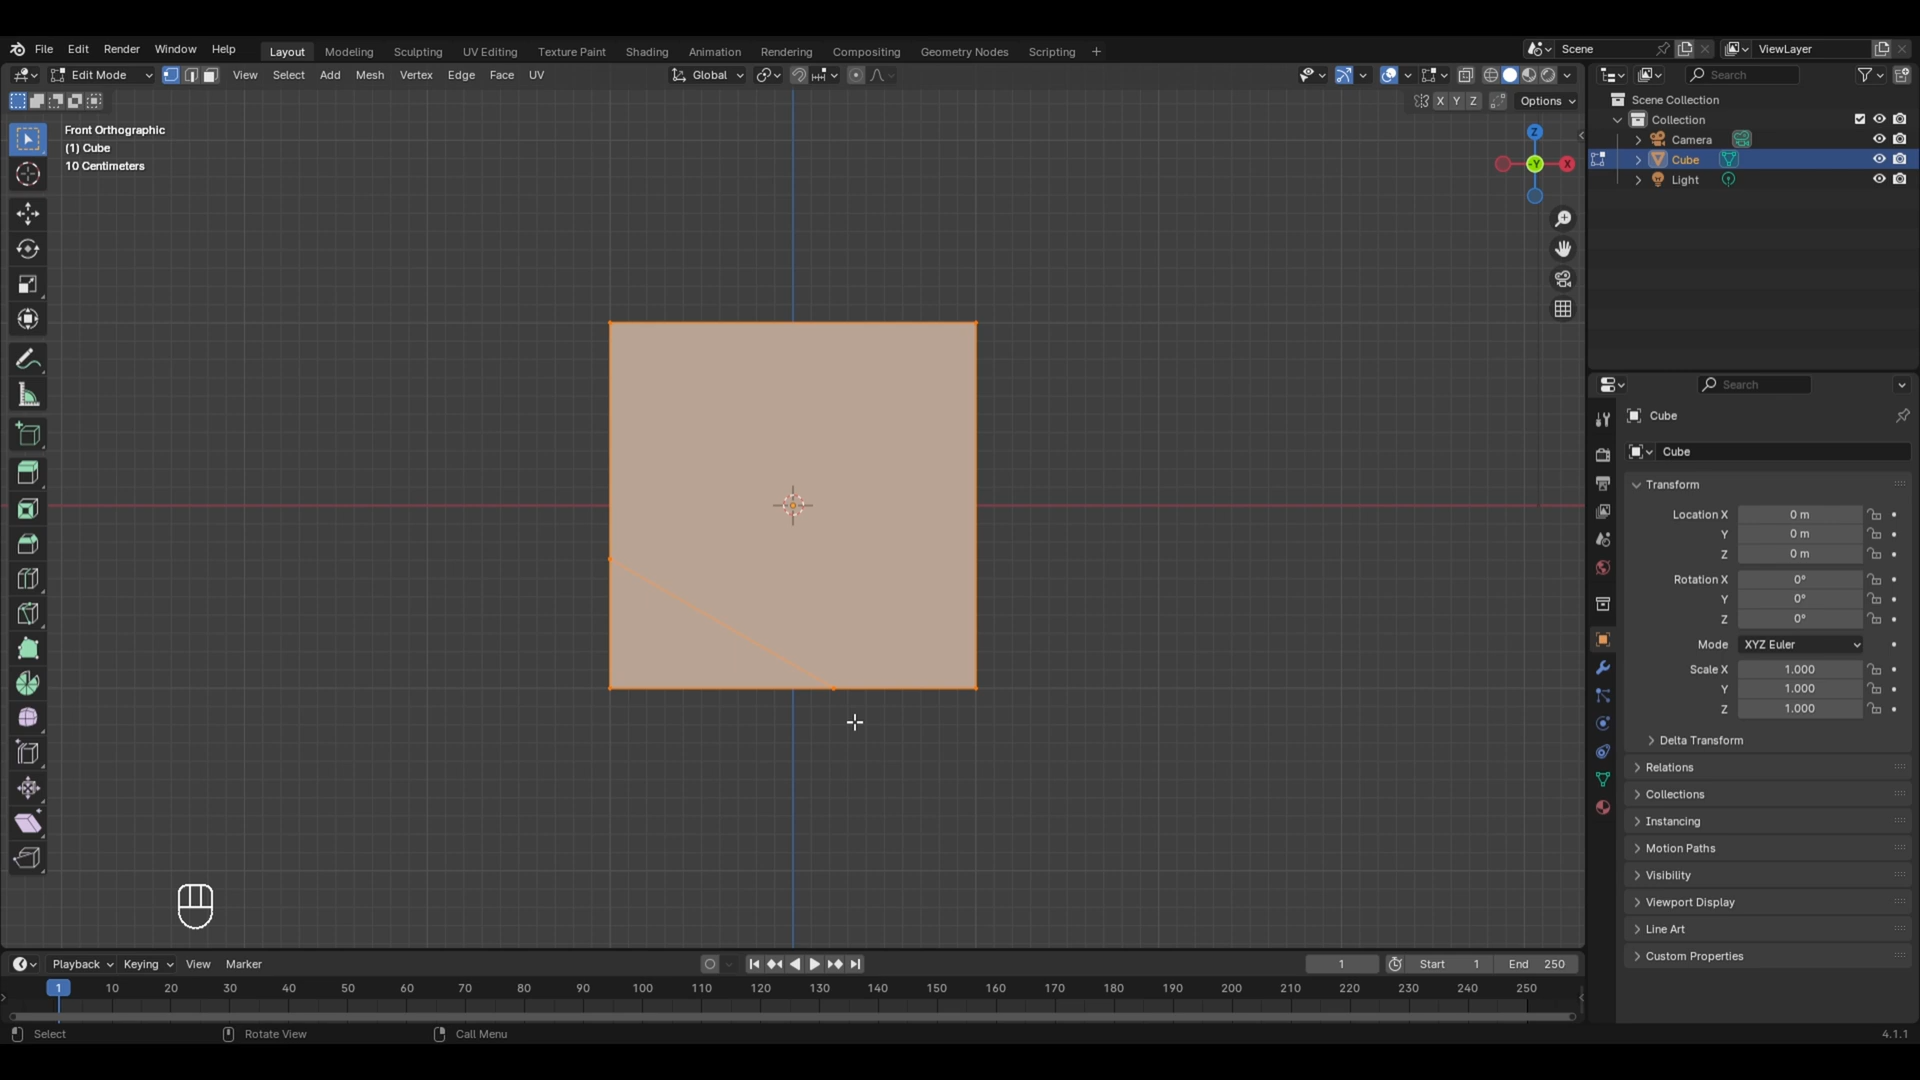 File Edit Render Window Help Layout Modeling Sculpting UV Editing Texture Paint Shading Animation Rendering Compositing Geometry Nodes Scripting + Scene ViewLayer
Edit Mode View Select Add Mesh Vertex Edge Face UV Global Search
X Y Z Options
Front Orthographic
(1) Cube
10 Centimeters
Z
-Y
X
Scene Collection
Collection
Camera
Cube
Light
Search
Cube
Cube
Transform
Location X 0 m
Y 0 m
Z 0 m
Rotation X 0°
Y 0°
Z 0°
Mode XYZ Euler
Scale X 1.000
Y 1.000
Z 1.000
Delta Transform
Relations
Collections
Instancing
Motion Paths
Visibility
Viewport Display
Line Art
Custom Properties
Playback Keying View Marker 1 Start 1 End 250
1 10 20 30 40 50 60 70 80 90 100 110 120 130 140 150 160 170 180 190 200 210 220 230 240 250
Select Rotate View Call Menu 4.1.1